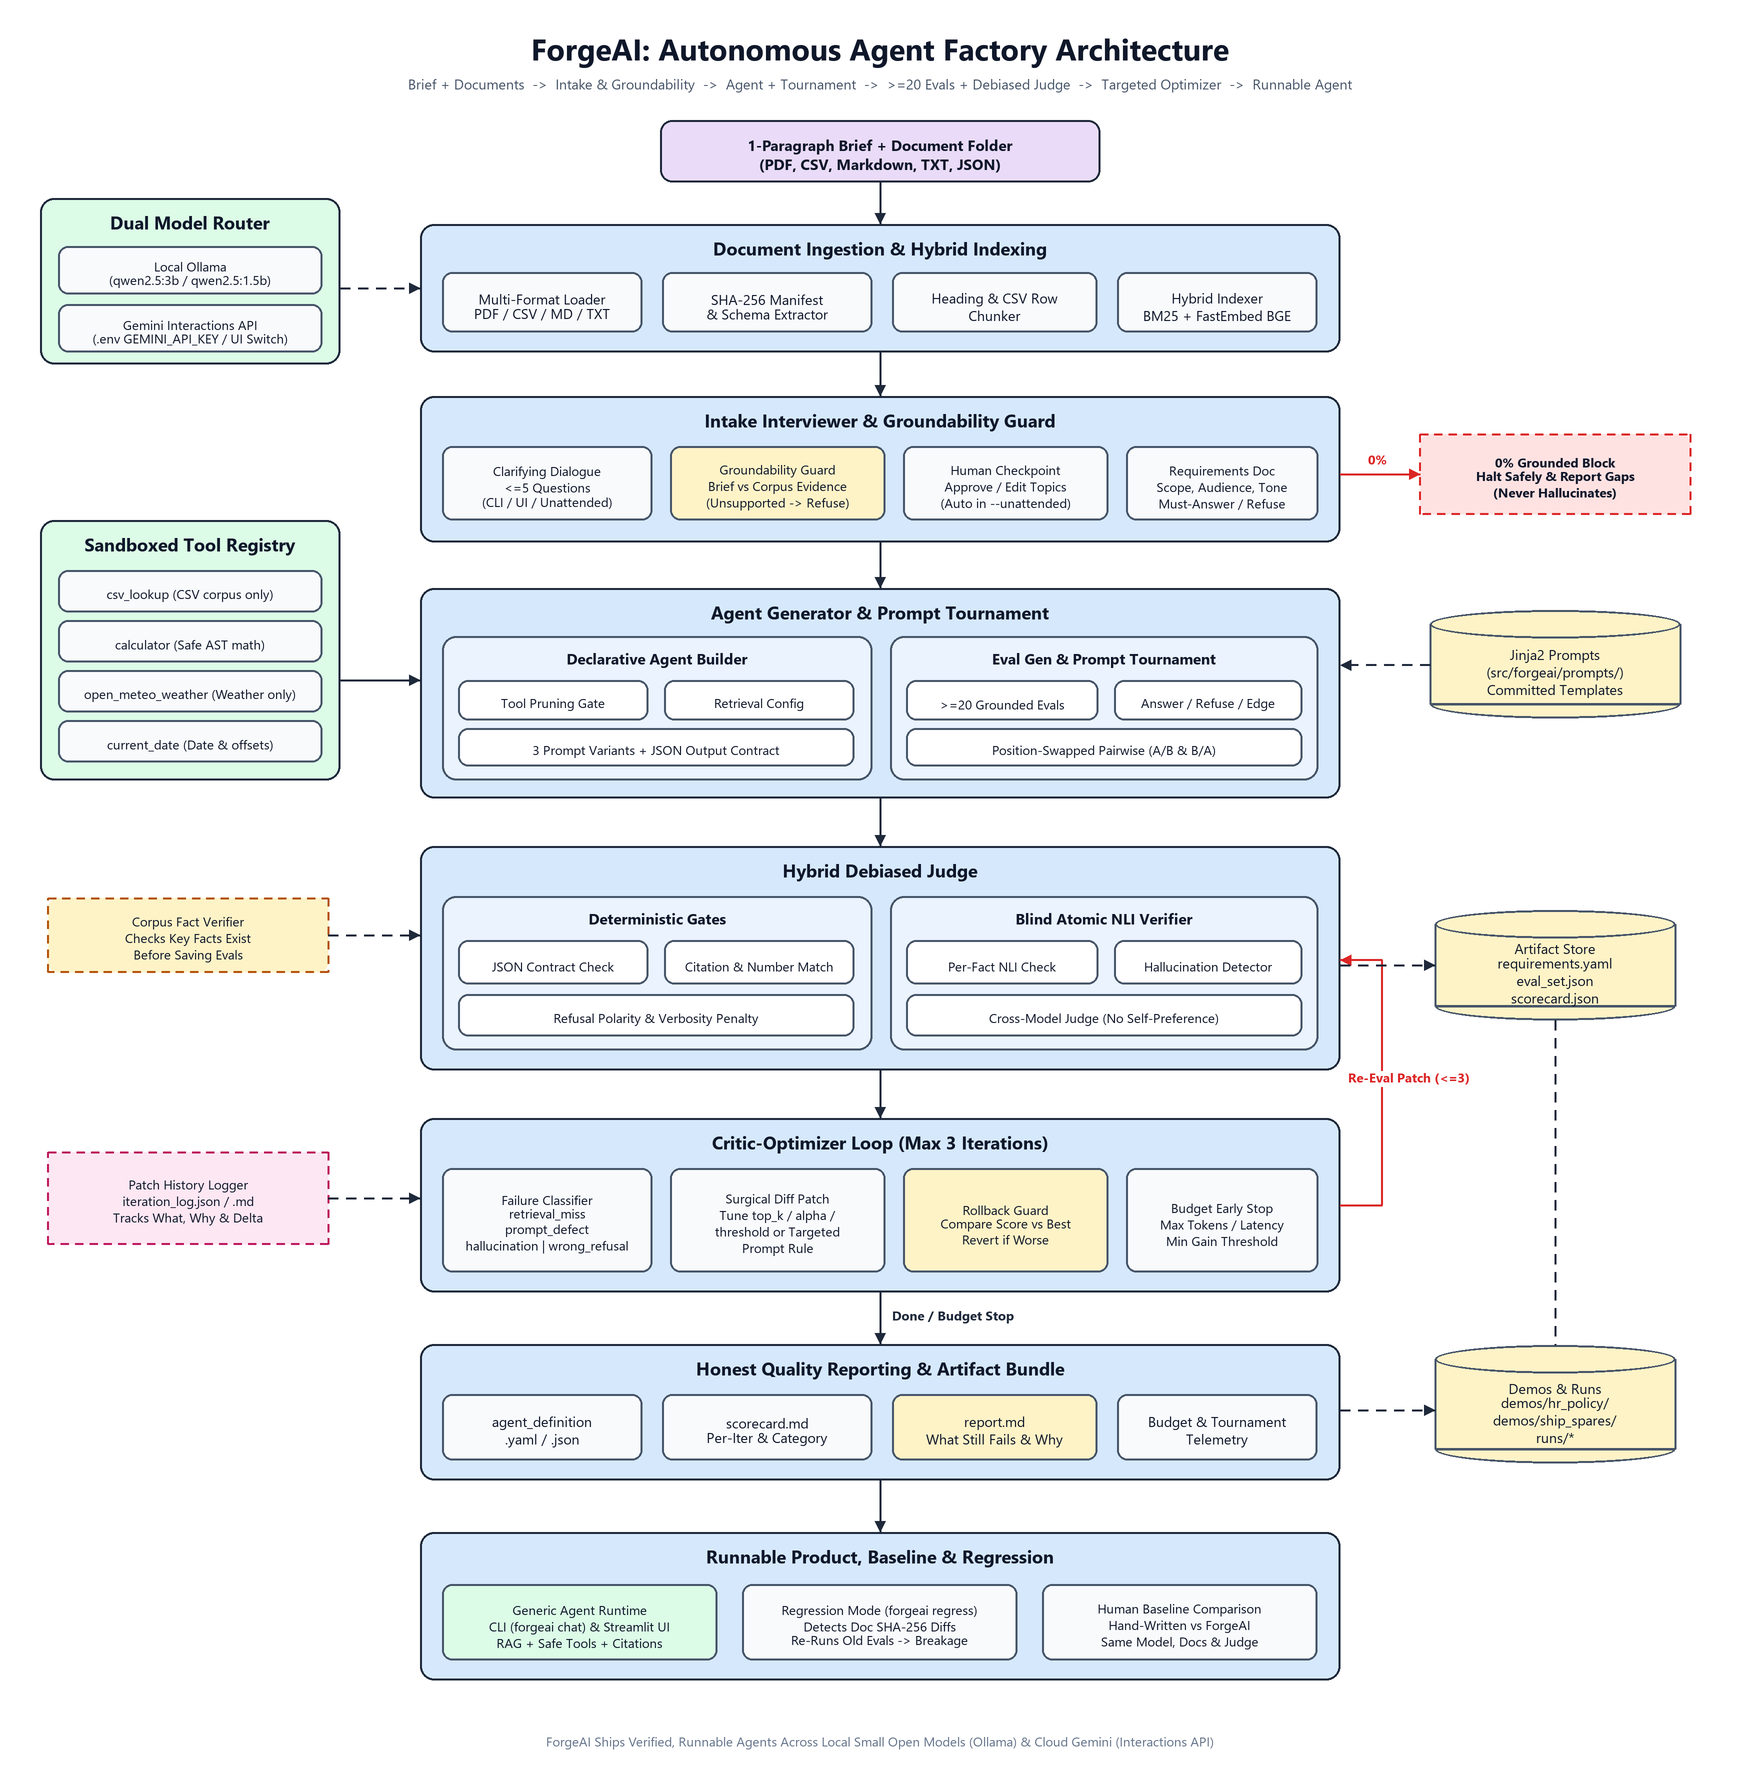 ForgeAI: Autonomous Agent Factory Architecture
Brief + Documents -> Intake & Groundability -> Agent + Tournament -> >=20 Evals + Debiased Judge -> Targeted Optimizer -> Runnable Agent
1-Paragraph Brief + Document Folder
(PDF, CSV, Markdown, TXT, JSON)
Dual Model Router
Local Ollama
(qwen2.5:3b / qwen2.5:1.5b)
Gemini Interactions API
(.env GEMINI_API_KEY / UI Switch)
Document Ingestion & Hybrid Indexing
Multi-Format Loader
PDF / CSV / MD / TXT
SHA-256 Manifest
& Schema Extractor
Heading & CSV Row
Chunker
Hybrid Indexer
BM25 + FastEmbed BGE
Intake Interviewer & Groundability Guard
Clarifying Dialogue
<=5 Questions
(CLI / UI / Unattended)
Groundability Guard
Brief vs Corpus Evidence
(Unsupported -> Refuse)
Human Checkpoint
Approve / Edit Topics
(Auto in --unattended)
Requirements Doc
Scope, Audience, Tone
Must-Answer / Refuse
0%
0% Grounded Block
Halt Safely & Report Gaps
(Never Hallucinates)
Sandboxed Tool Registry
csv_lookup (CSV corpus only)
calculator (Safe AST math)
open_meteo_weather (Weather only)
current_date (Date & offsets)
Agent Generator & Prompt Tournament
Declarative Agent Builder
Tool Pruning Gate
Retrieval Config
3 Prompt Variants + JSON Output Contract
Eval Gen & Prompt Tournament
>=20 Grounded Evals
Answer / Refuse / Edge
Position-Swapped Pairwise (A/B & B/A)
Jinja2 Prompts
(src/forgeai/prompts/)
Committed Templates
Hybrid Debiased Judge
Corpus Fact Verifier
Checks Key Facts Exist
Before Saving Evals
Deterministic Gates
JSON Contract Check
Citation & Number Match
Refusal Polarity & Verbosity Penalty
Blind Atomic NLI Verifier
Per-Fact NLI Check
Hallucination Detector
Cross-Model Judge (No Self-Preference)
Artifact Store
requirements.yaml
eval_set.json
scorecard.json
Re-Eval Patch (<=3)
Critic-Optimizer Loop (Max 3 Iterations)
Patch History Logger
iteration_log.json / .md
Tracks What, Why & Delta
Failure Classifier
retrieval_miss
prompt_defect
hallucination | wrong_refusal
Surgical Diff Patch
Tune top_k / alpha /
threshold or Targeted
Prompt Rule
Rollback Guard
Compare Score vs Best
Revert if Worse
Budget Early Stop
Max Tokens / Latency
Min Gain Threshold
Done / Budget Stop
Honest Quality Reporting & Artifact Bundle
agent_definition
.yaml / .json
scorecard.md
Per-Iter & Category
report.md
What Still Fails & Why
Budget & Tournament
Telemetry
Demos & Runs
demos/hr_policy/
demos/ship_spares/
runs/*
Runnable Product, Baseline & Regression
Generic Agent Runtime
CLI (forgeai chat) & Streamlit UI
RAG + Safe Tools + Citations
Regression Mode (forgeai regress)
Detects Doc SHA-256 Diffs
Re-Runs Old Evals -> Breakage
Human Baseline Comparison
Hand-Written vs ForgeAI
Same Model, Docs & Judge
ForgeAI Ships Verified, Runnable Agents Across Local Small Open Models (Ollama) & Cloud Gemini (Interactions API)